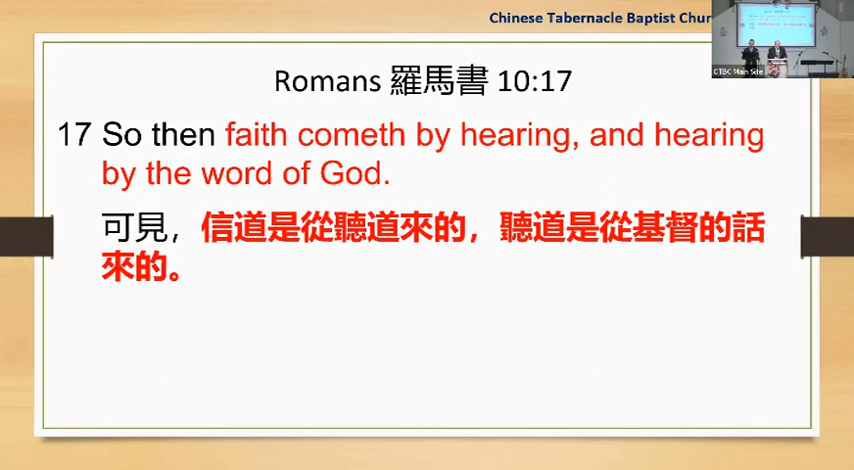 Chinese Tabernacle Baptist Chur
CTBC Main Site
Romans 羅馬書 10:17
17 So then faith cometh by hearing, and hearing
by the word of God.
可見，信道是從聽道來的，聽道是從基督的話
來的。